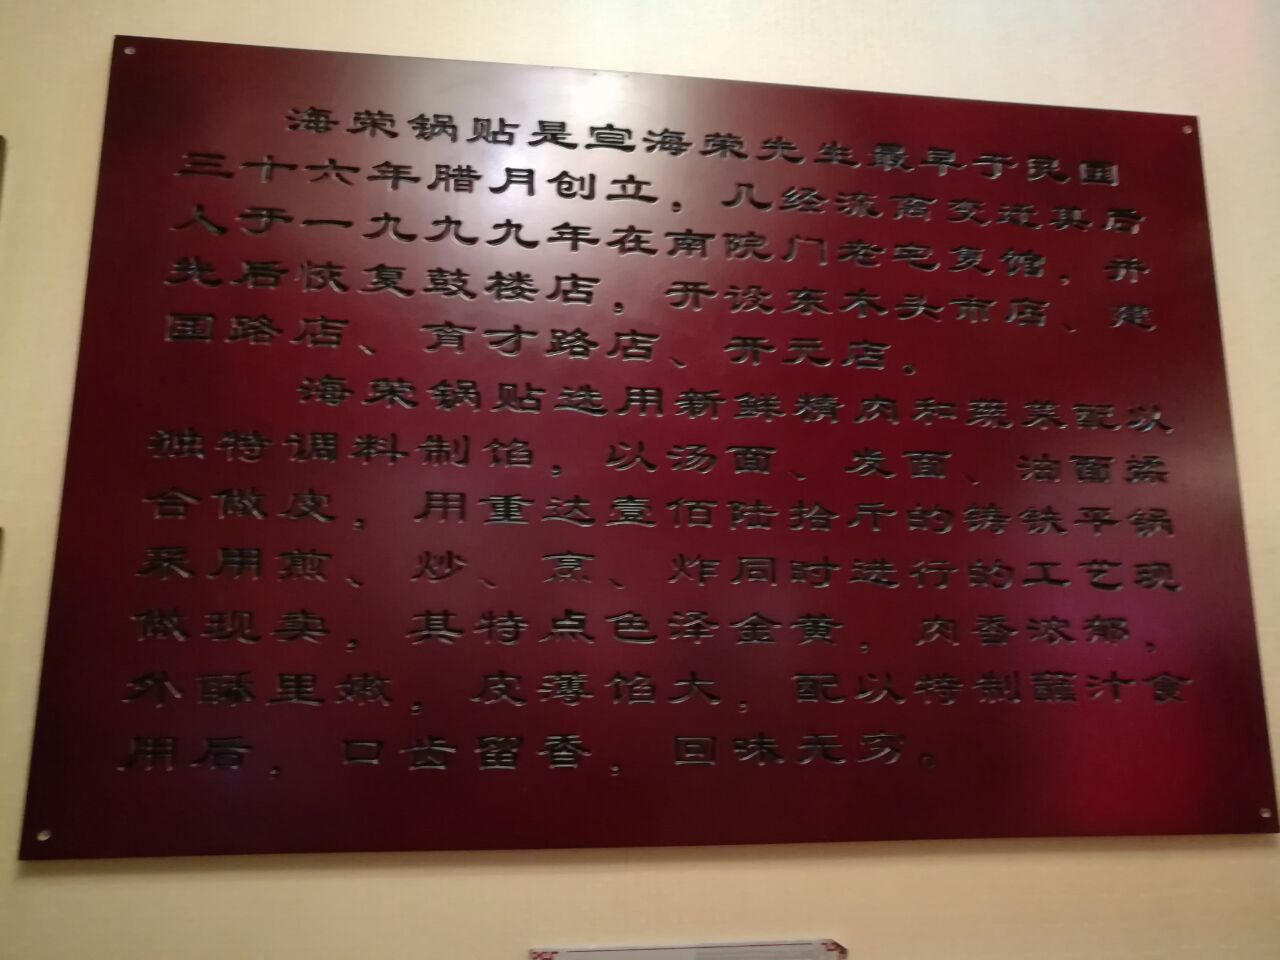 海荣锅贴是宣海荣先生最早于民国
三十六年腊月创立，几经流离变迁其后
人于一九九九年在南院门老宅复馆，并
先后恢复鼓楼店，开设东木头市店、建
国路店、育才路店、开元店。
海荣锅贴选用新鲜精肉和蔬菜配以
独特调料制馅，以汤面、发面、油面揉
合做皮，用重达壹佰陆拾斤的铸铁平锅
采用煎、炒、烹、炸同时进行的工艺现
做现卖，其特点色泽金黄，肉香浓郁，
外酥里嫩，皮薄馅大，配以特制蘸汁食
用后，口齿留香，回味无穷。